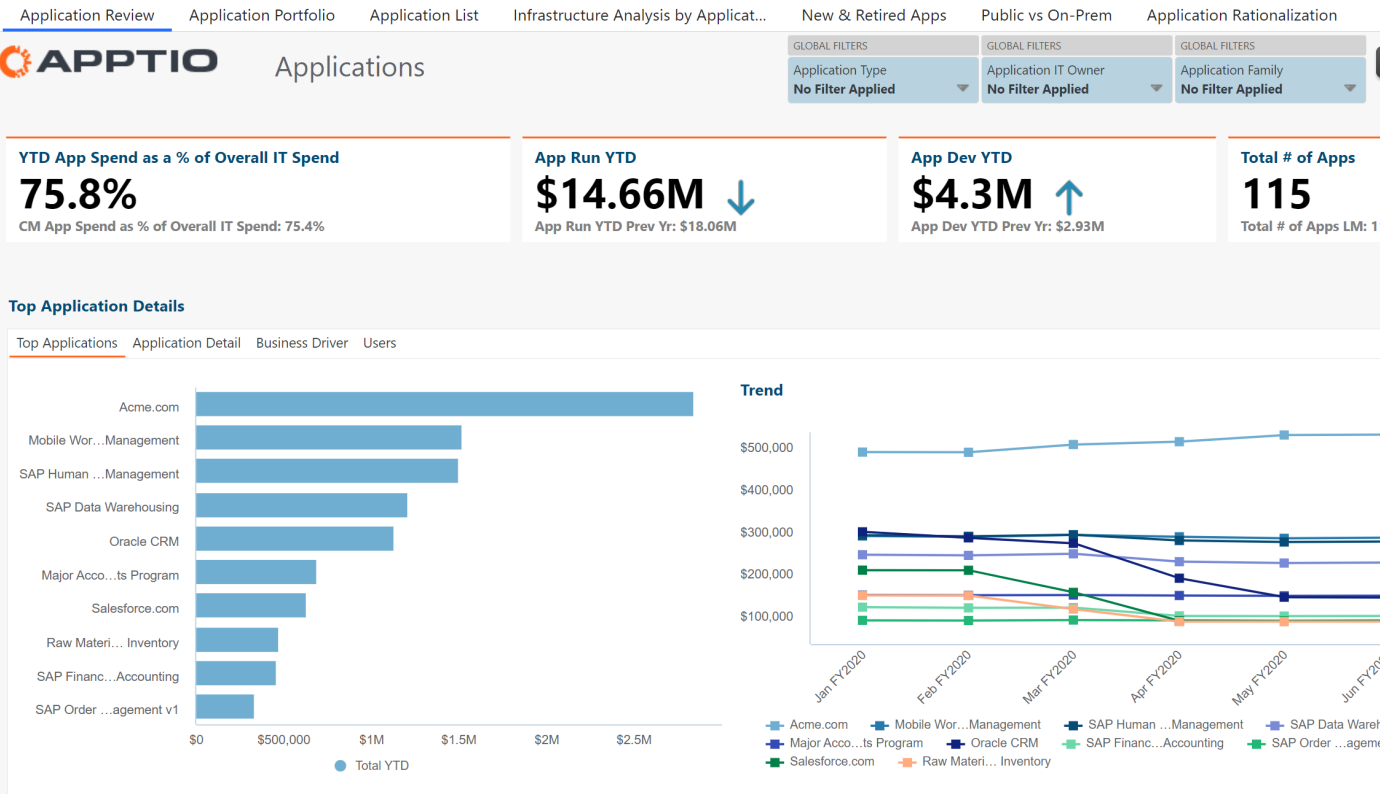 Application Review Application Portfolio Application List Infrastructure Analysis by Applicat... New & Retired Apps Public vs On-Prem Application Rationalization
APPTIO
Applications
GLOBAL FILTERS GLOBAL FILTERS GLOBAL FILTERS
Application Type Application IT Owner Application Family
No Filter Applied No Filter Applied No Filter Applied
YTD App Spend as a % of Overall IT Spend
75.8%
CM App Spend as % of Overall IT Spend: 75.4%
App Run YTD
$14.66M
App Run YTD Prev Yr: $18.06M
App Dev YTD
$4.3M
App Dev YTD Prev Yr: $2.93M
Total # of Apps
115
Total # of Apps LM:
Top Application Details
Top Applications Application Detail Business Driver Users
Acme.com
Mobile Wor...Management
SAP Human ...Management
SAP Data Warehousing
Oracle CRM
Major Acco...ts Program
Salesforce.com
Raw Materi... Inventory
SAP Financ...Accounting
SAP Order ...agement v1
$0 $500,000 $1M $1.5M $2M $2.5M
Total YTD
Trend
$500,000
$400,000
$300,000
$200,000
$100,000
Jan FY2020 Feb FY2020 Mar FY2020 Apr FY2020 May FY2020 Jun
Acme.com Mobile Wor...Management SAP Human ...Management SAP Data
Major Acco...ts Program Oracle CRM SAP Financ...Accounting SAP Order
Salesforce.com Raw Materi... Inventory